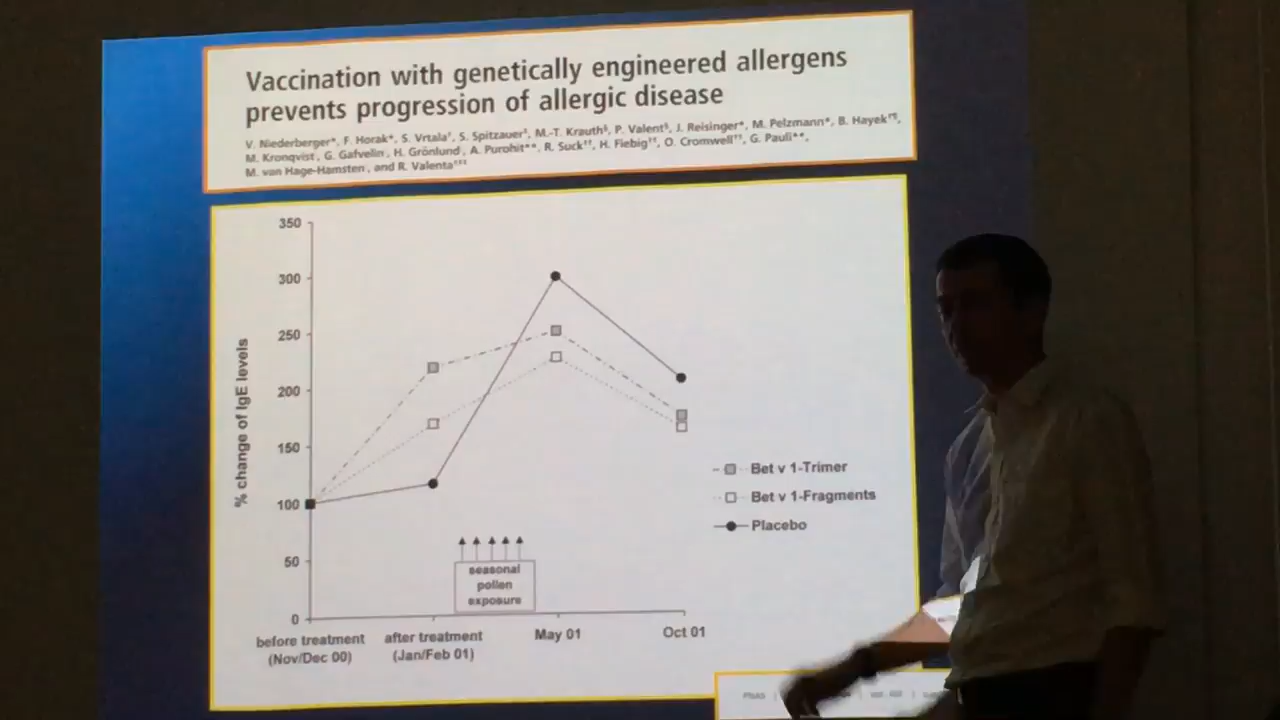 Vaccination with genetically engineered allergens
prevents progression of allergic disease
V. Niederberger*, F. Horak*, S. Vrtala†, S. Spitzauer‡, M.-T. Krauth§, P. Valent§, J. Reisinger*, M. Pelzmann*, B. Hayek†¶,
M. Kronqvist, G. Gafvelin, H. Grönlund, A. Purohit**, R. Suck††, H. Fiebig††, O. Cromwell††, G. Pauli**,
M. van Hage-Hamsten, and R. Valenta†‡‡
% change of IgE levels
350
300
250
200
150
100
50
0
Bet v 1-Trimer
Bet v 1-Fragments
Placebo
seasonal
pollen
exposure
before treatment
(Nov/Dec 00)
after treatment
(Jan/Feb 01)
May 01
Oct 01
PNAS